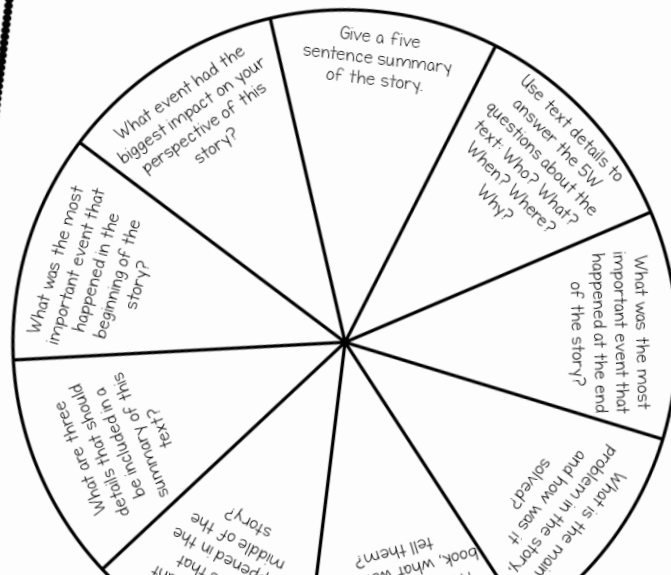 Give a five
sentence summary
of the story.
Use text details to
answer the 5W
questions about the
text: Who? What?
When? Where?
Why?
What was the most
important event that
happened at the end
of the story?
What is the main
problem in the story,
and how was it
solved?
book, what
tell them?
that
happened in the
middle of the
story?
What are three
details that should
be included in a
summary of this
text?
What was the most
important event that
happened in the
beginning of the
story?
What event had the
biggest impact on your
perspective of this
story?